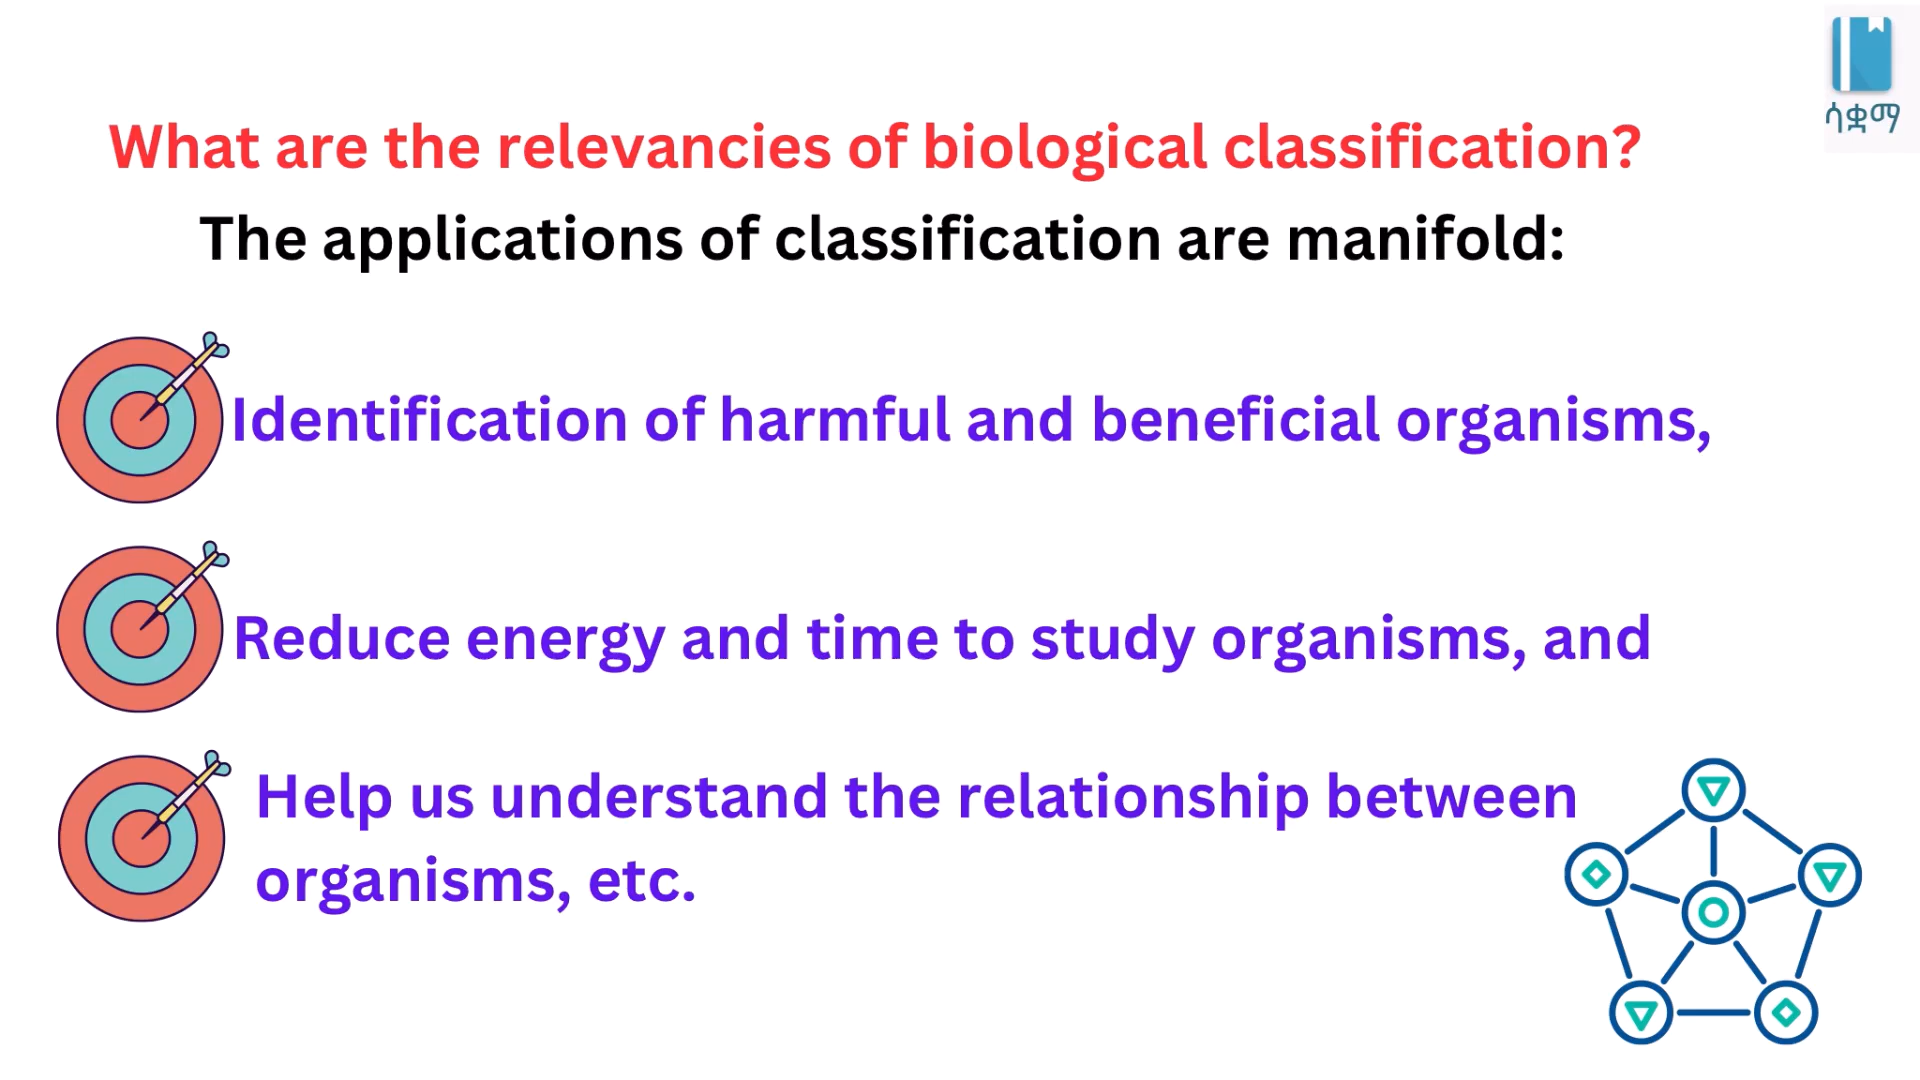 ሳቋማ
What are the relevancies of biological classification?
The applications of classification are manifold:
Identification of harmful and beneficial organisms,
Reduce energy and time to study organisms, and
Help us understand the relationship between
organisms, etc.